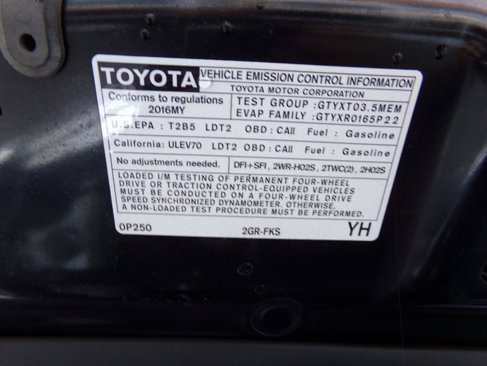 TOYOTA VEHICLE EMISSION CONTROL INFORMATION
TOYOTA MOTOR CORPORATION
Conforms to regulations
2016MY
TEST GROUP :GTYXT03.5MEM
EVAP FAMILY :GTYXR0165P22
U.S.EPA : T2B5 LDT2 OBD : CAll Fuel : Gasoline
California: ULEV70 LDT2 OBD : CAll Fuel : Gasoline
No adjustments needed. DFI+SFI, 2WR-HO2S, 2TWC(2), 2HO2S
LOADED I/M TESTING OF PERMANENT FOUR-WHEEL
DRIVE OR TRACTION CONTROL-EQUIPPED VEHICLES
MUST BE CONDUCTED ON A FOUR-WHEEL DRIVE
SPEED SYNCHRONIZED DYNAMOMETER. OTHERWISE,
A NON-LOADED TEST PROCEDURE MUST BE PERFORMED.
0P250 2GR-FKS YH